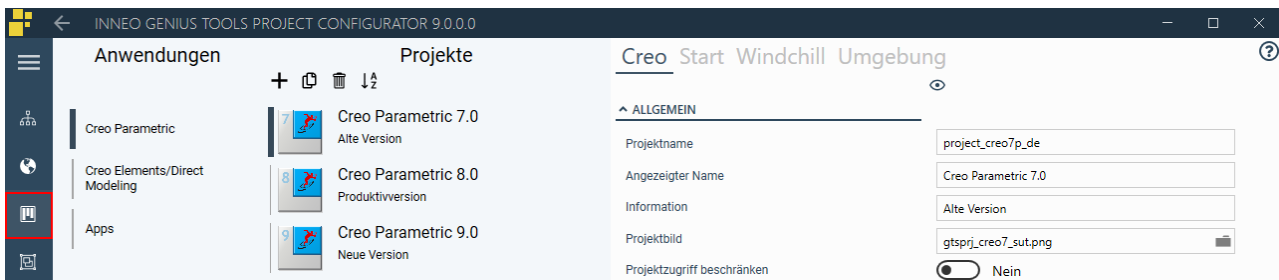 INNEO GENIUS TOOLS PROJECT CONFIGURATOR 9.0.0.0
Anwendungen
Creo Parametric
Creo Elements/Direct
Modeling
Apps
Projekte
7
Creo Parametric 7.0
Alte Version
8
Creo Parametric 8.0
Produktivversion
9
Creo Parametric 9.0
Neue Version
Creo Start Windchill Umgebung
ALLGEMEIN
Projektname project_creo7p_de
Angezeigter Name Creo Parametric 7.0
Information Alte Version
Projektbild gtsprj_creo7_sut.png
Projektzugriff beschränken Nein